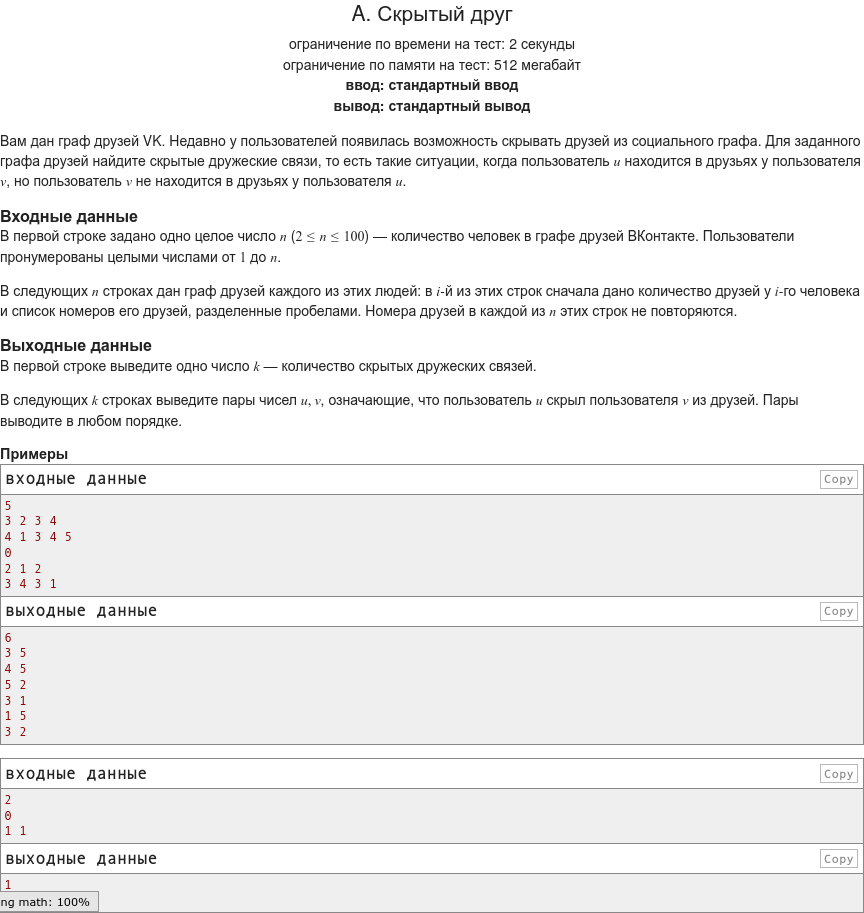 А. Скрытый друг
ограничение по времени на тест: 2 секунды
ограничение по памяти на тест: 512 мегабайт
ввод: стандартный ввод
вывод: стандартный вывод
Вам дан граф друзей VK. Недавно у пользователей появилась возможность скрывать друзей из социального графа. Для заданного
графа друзей найдите скрытые дружеские связи, то есть такие ситуации, когда пользователь u находится в друзьях у пользователя
v, но пользователь v не находится в друзьях у пользователя u.
Входные данные
В первой строке задано одно целое число n (2 ≤ n ≤ 100) — количество человек в графе друзей ВКонтакте. Пользователи
пронумерованы целыми числами от 1 до n.
В следующих n строках дан граф друзей каждого из этих людей: в i-й из этих строк сначала дано количество друзей у i-го человека
и список номеров его друзей, разделенные пробелами. Номера друзей в каждой из n этих строк не повторяются.
Выходные данные
В первой строке выведите одно число k — количество скрытых дружеских связей.
В следующих k строках выведите пары чисел u, v, означающие, что пользователь u скрыл пользователя v из друзей. Пары
выводите в любом порядке.
Примеры
входные данные Copy
5
3 2 3 4
4 1 3 4 5
0
2 1 2
3 4 3 1
выходные данные Copy
6
3 5
4 5
5 2
3 1
1 5
3 2
входные данные Copy
2
0
1 1
выходные данные Copy
1
ng math: 100%